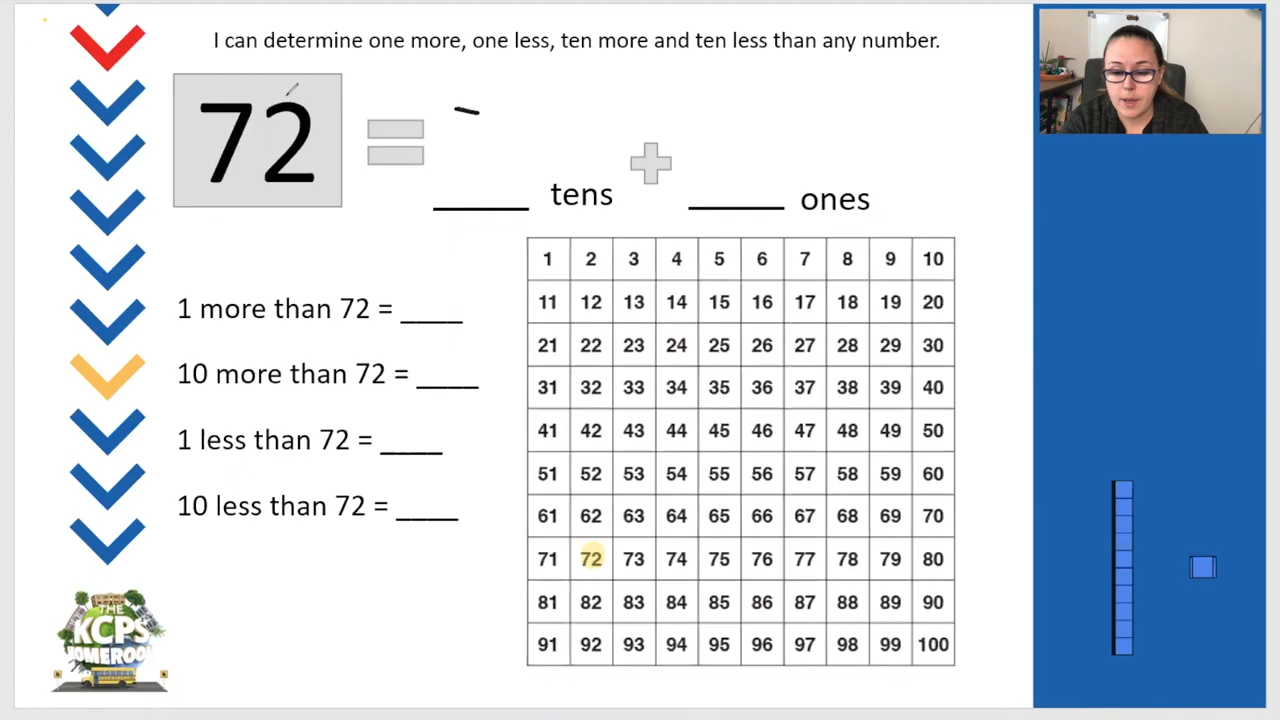 I can determine one more, one less, ten more and ten less than any number.
72
_____ tens
_____ ones
1 more than 72 = ____
10 more than 72 = ____
1 less than 72 = ____
10 less than 72 = ____
1 2 3 4 5 6 7 8 9 10
11 12 13 14 15 16 17 18 19 20
21 22 23 24 25 26 27 28 29 30
31 32 33 34 35 36 37 38 39 40
41 42 43 44 45 46 47 48 49 50
51 52 53 54 55 56 57 58 59 60
61 62 63 64 65 66 67 68 69 70
71 72 73 74 75 76 77 78 79 80
81 82 83 84 85 86 87 88 89 90
91 92 93 94 95 96 97 98 99 100
THE
KCPS
HOMEROOM